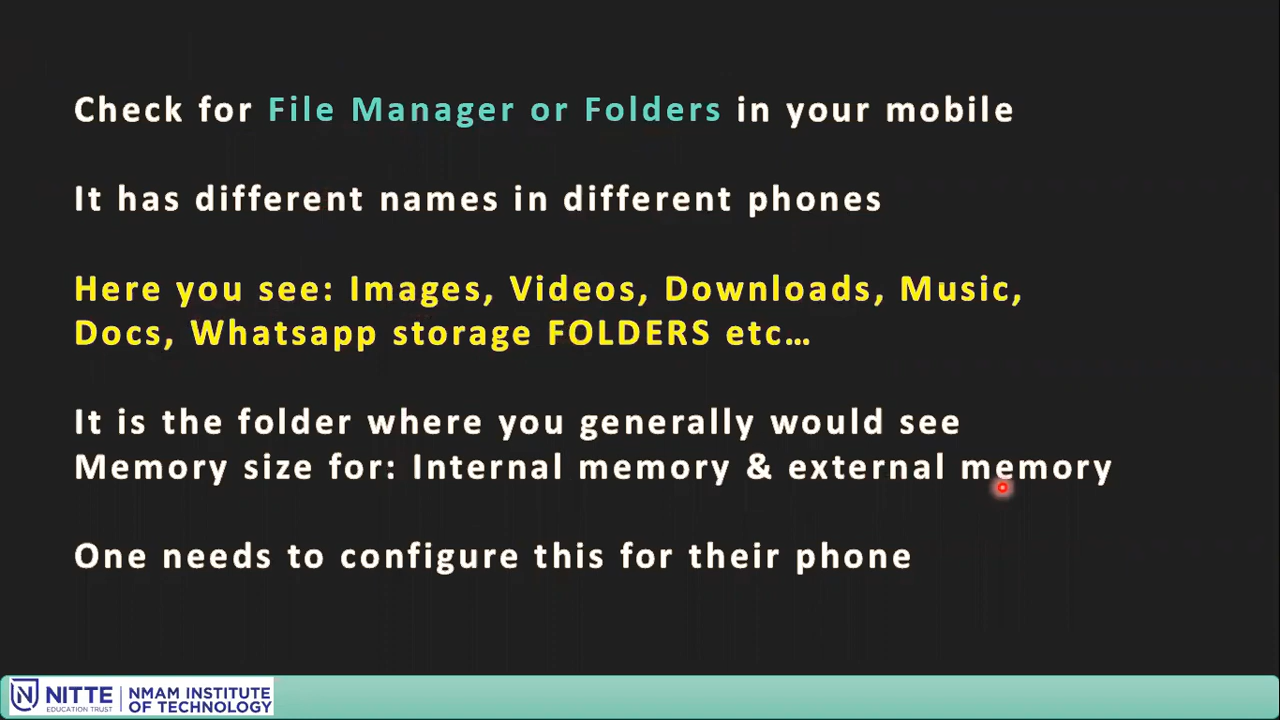 Check for File Manager or Folders in your mobile
It has different names in different phones
Here you see: Images, Videos, Downloads, Music,
Docs, Whatsapp storage FOLDERS etc…
It is the folder where you generally would see
Memory size for: Internal memory & external memory
One needs to configure this for their phone
NITTE
EDUCATION TRUST
NMAM INSTITUTE
OF TECHNOLOGY